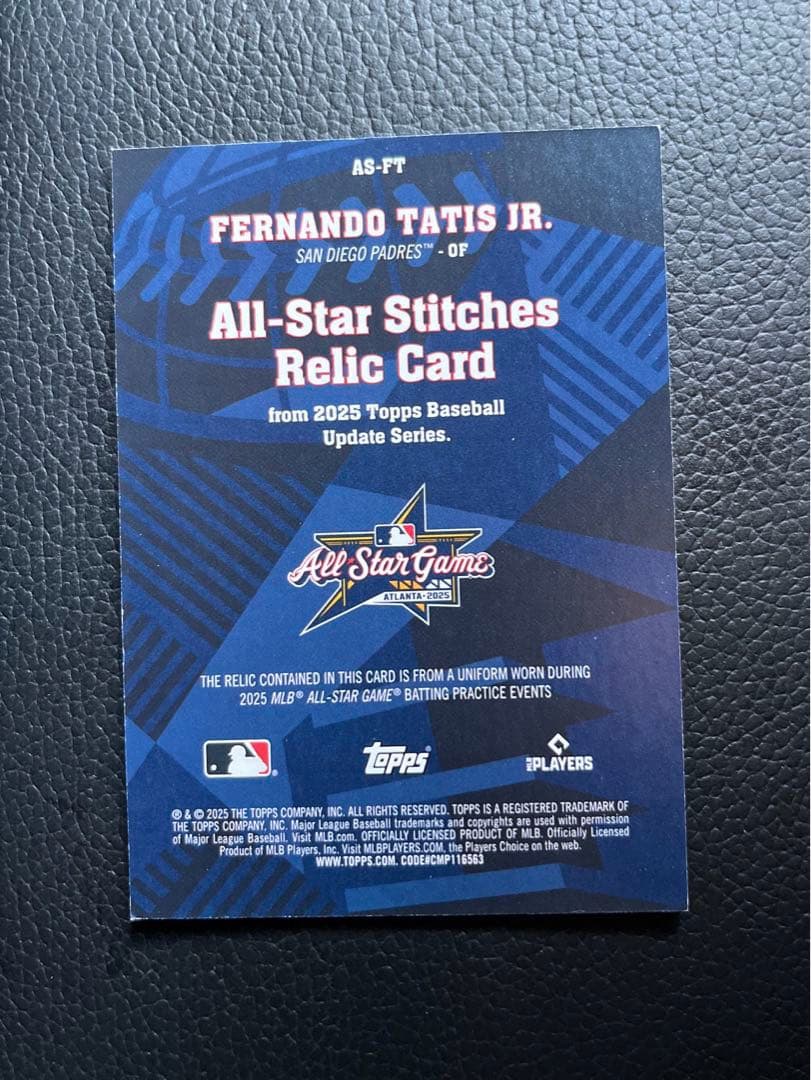 AS-FT
FERNANDO TATIS JR.
SAN DIEGO PADRES™ - OF
All-Star Stitches
Relic Card
from 2025 Topps Baseball
Update Series.
All-Star Game
ATLANTA • 2025
THE RELIC CONTAINED IN THIS CARD IS FROM A UNIFORM WORN DURING
2025 MLB® ALL-STAR GAME® BATTING PRACTICE EVENTS
topps®
MLB PLAYERS
® & © 2025 THE TOPPS COMPANY, INC. ALL RIGHTS RESERVED. TOPPS IS A REGISTERED TRADEMARK OF
THE TOPPS COMPANY, INC. Major League Baseball trademarks and copyrights are used with permission
of Major League Baseball. Visit MLB.com. OFFICIALLY LICENSED PRODUCT OF MLB. Officially Licensed
Product of MLB Players, Inc. Visit MLBPLAYERS.COM, the Players Choice on the web.
WWW.TOPPS.COM. CODE#CMP116563